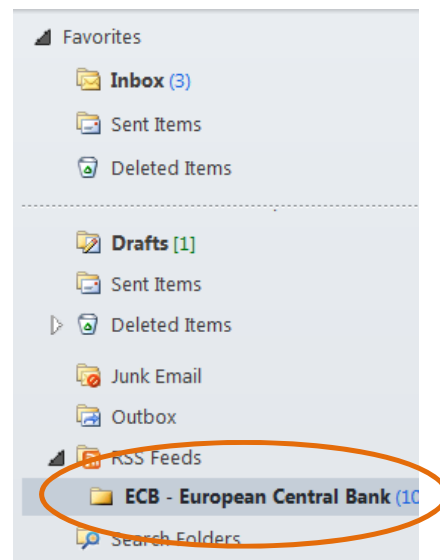 Favorites
Inbox (3)
Sent Items
Deleted Items
Drafts [1]
Sent Items
Deleted Items
Junk Email
Outbox
RSS Feeds
ECB - European Central Bank (10
Search Folders